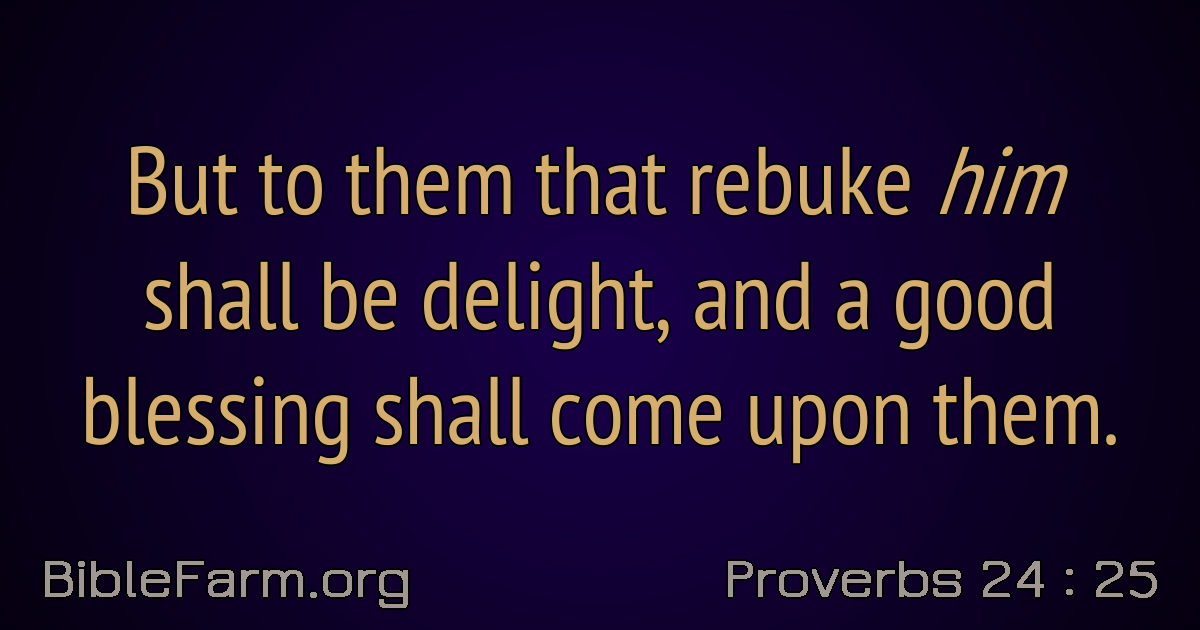 But to them that rebuke him
shall be delight, and a good
blessing shall come upon them.
BibleFarm.org
Proverbs 24 : 25